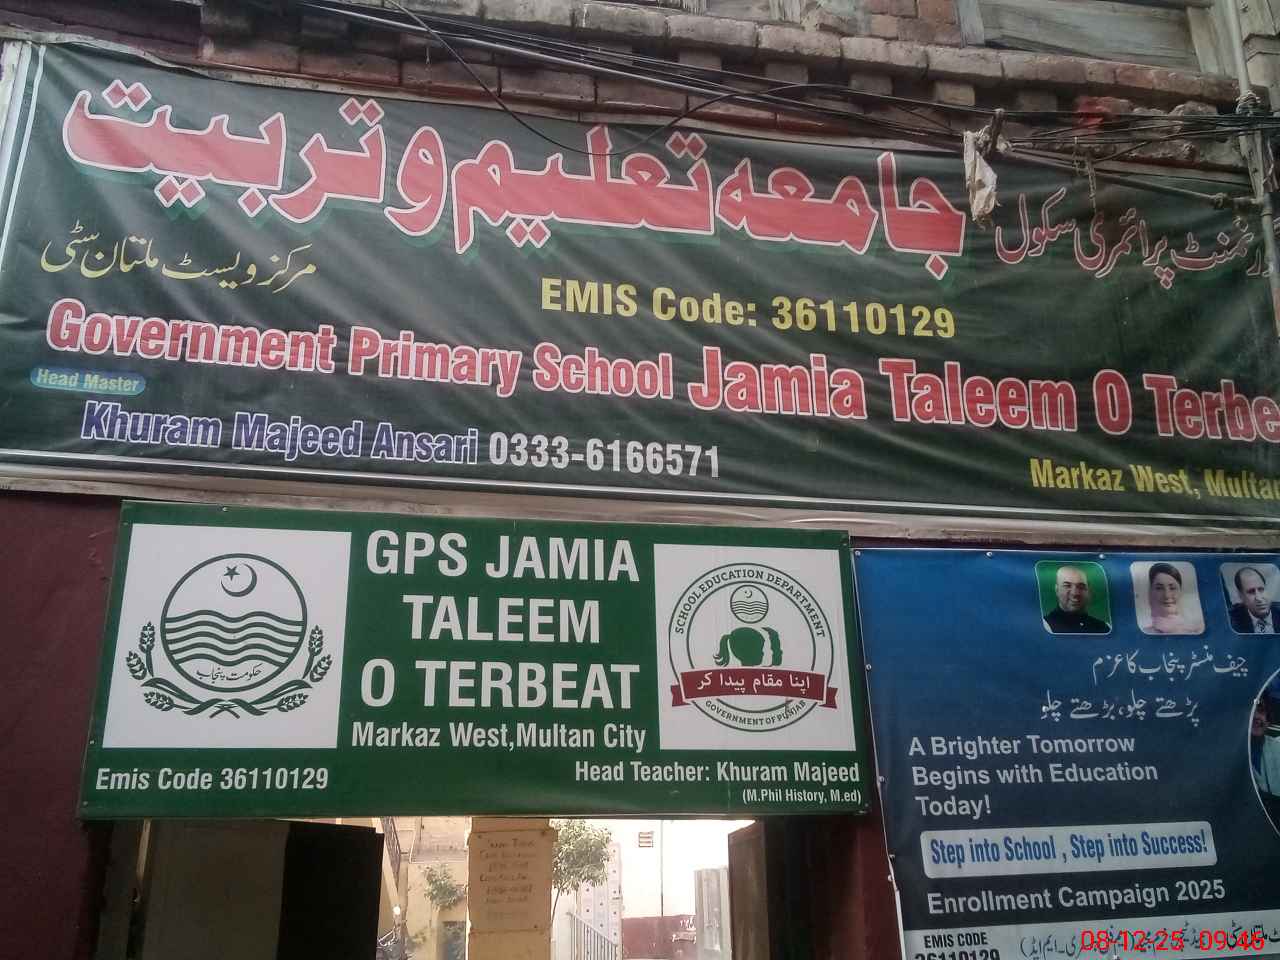 جامعہ تعلیم و تربیت
پرائمری سکول
مرکز ویسٹ ملتان سٹی
EMIS Code: 36110129
Government Primary School Jamia Taleem O Terbe
Head Master
Khuram Majeed Ansari 0333-6166571
Markaz West, Multan
GPS JAMIA
TALEEM
O TERBEAT
Markaz West,Multan City
Emis Code 36110129
Head Teacher: Khuram Majeed
(M.Phil History, M.ed)
حکومت پنجاب
SCHOOL EDUCATION DEPARTMENT
اپنا مقام پیدا کر
GOVERNMENT OF PUNJAB
چیف منسٹر پنجاب کا عزم
پڑھتے چلو، بڑھتے چلو
A Brighter Tomorrow
Begins with Education
Today!
Step into School , Step into Success!
Enrollment Campaign 2025
EMIS CODE
36110129
08-12-25 09:46